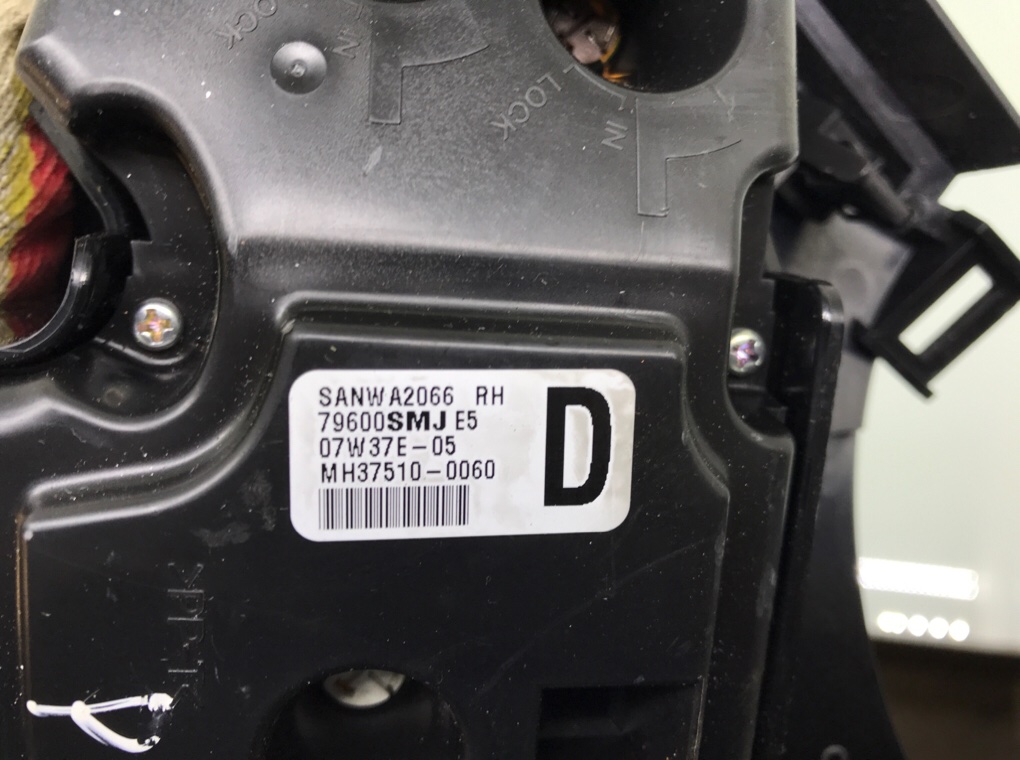 LOCK
IN
LOCK
IN
SANWA2066 RH
79600SMJ E5
07W37E-05
MH37510-0060
D